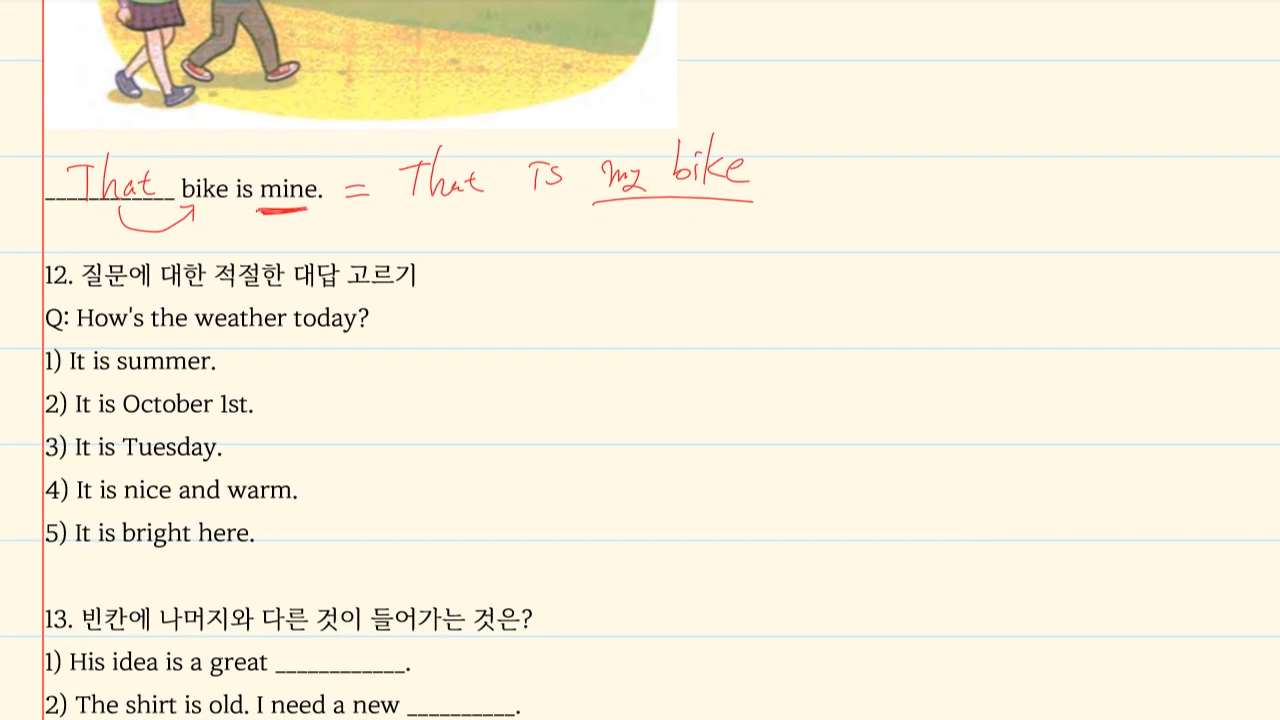 That bike is mine. = That is my bike
12. 질문에 대한 적절한 대답 고르기
Q: How's the weather today?
1) It is summer.
2) It is October 1st.
3) It is Tuesday.
4) It is nice and warm.
5) It is bright here.
13. 빈칸에 나머지와 다른 것이 들어가는 것은?
1) His idea is a great ____________.
2) The shirt is old. I need a new __________.